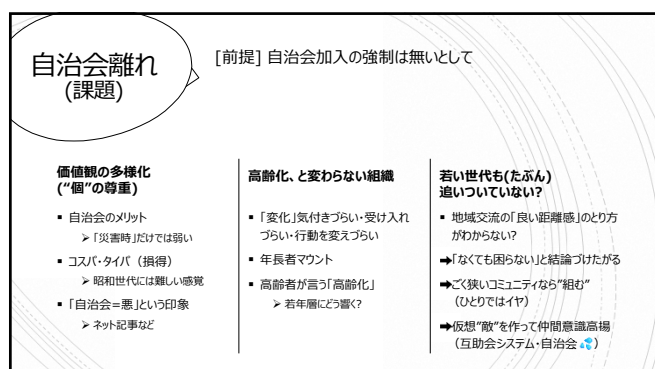 自治会離れ
(課題)
[前提] 自治会加入の強制は無いとして
価値観の多様化
(“個”の尊重)
▪ 自治会のメリット
➢「災害時」だけでは弱い
▪ コスパ・タイパ（損得）
➢ 昭和世代には難しい感覚
▪ 「自治会=悪」という印象
➢ ネット記事など
高齢化、と変わらない組織
▪ 「変化」気付きづらい・受け入れ
づらい・行動を変えづらい
▪ 年長者マウント
▪ 高齢者が言う「高齢化」
➢ 若年層にどう響く?
若い世代も(たぶん)
追いついていない?
▪ 地域交流の「良い距離感」のとり方
がわからない?
➡「なくても困らない」と結論づけたがる
➡ごく狭いコミュニティなら”組む”
（ひとりではイヤ）
➡仮想”敵”を作って仲間意識高揚
（互助会システム・自治会💦）